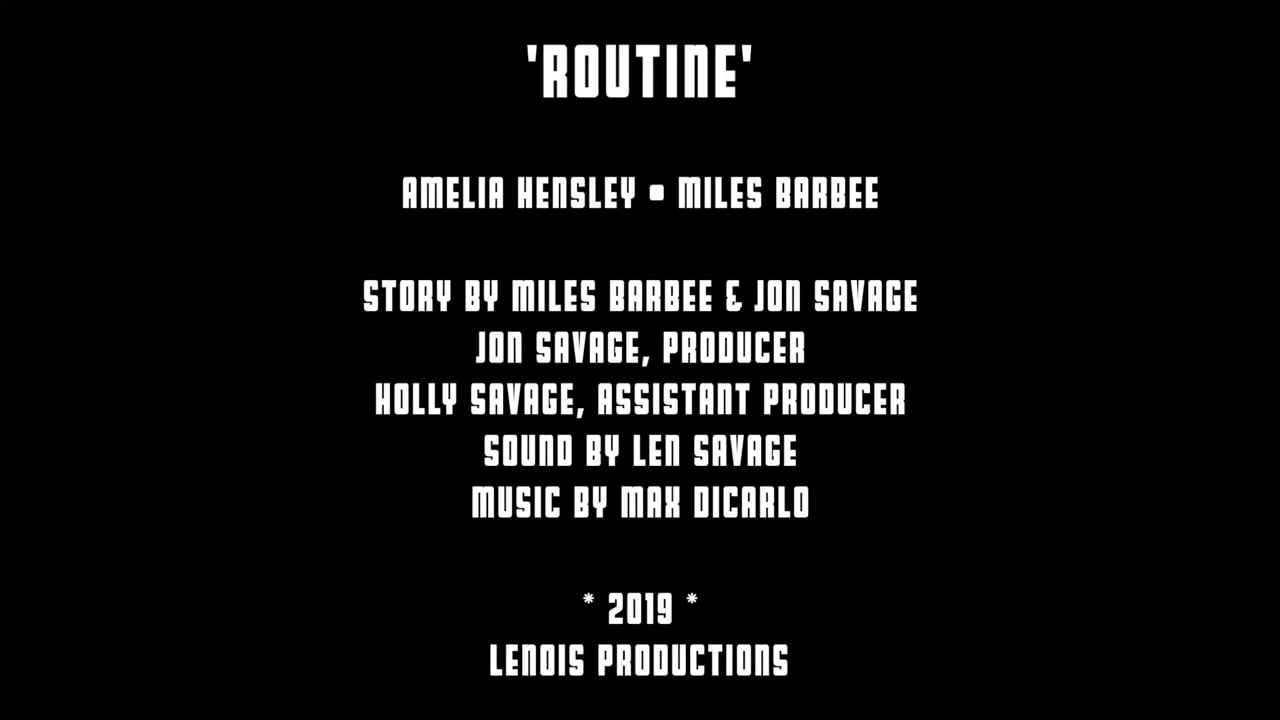 'ROUTINE'
AMELIA HENSLEY • MILES BARBEE
STORY BY MILES BARBEE & JON SAVAGE
JON SAVAGE, PRODUCER
HOLLY SAVAGE, ASSISTANT PRODUCER
SOUND BY LEN SAVAGE
MUSIC BY MAX DICARLO
* 2019 *
LENOIS PRODUCTIONS